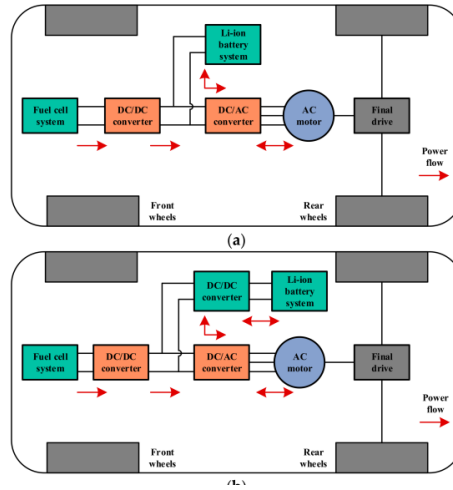 Li-ion
battery
system
Fuel cell
system
DC/DC
converter
DC/AC
converter
AC
motor
Final
drive
Power
flow
Front
wheels
Rear
wheels
(a)
DC/DC
converter
Li-ion
battery
system
Fuel cell
system
DC/DC
converter
DC/AC
converter
AC
motor
Final
drive
Power
flow
Front
wheels
Rear
wheels
(b)